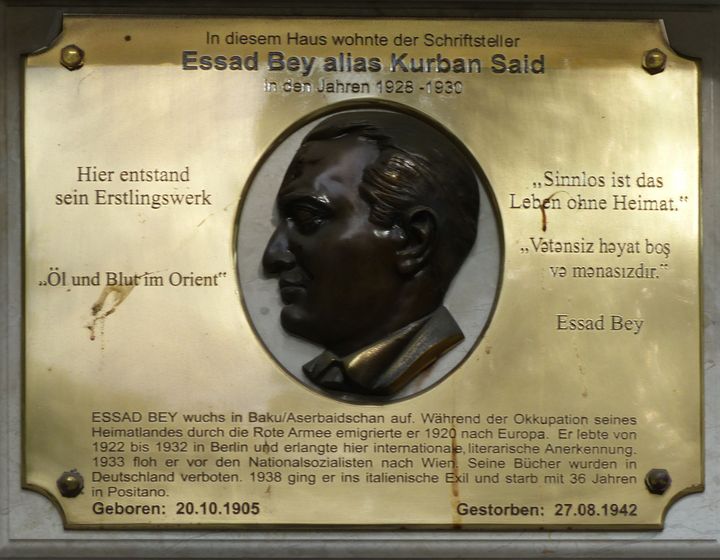 In diesem Haus wohnte der Schriftsteller
Essad Bey alias Kurban Said
in den Jahren 1928 -1930
Hier entstand
sein Erstlingswerk
„Öl und Blut im Orient“
„Sinnlos ist das
Leben ohne Heimat.“
„Vətənsiz həyat boş
və mənasızdır.“
Essad Bey
ESSAD BEY wuchs in Baku/Aserbaidschan auf. Während der Okkupation seines
Heimatlandes durch die Rote Armee emigrierte er 1920 nach Europa. Er lebte von
1922 bis 1932 in Berlin und erlangte hier internationale, literarische Anerkennung.
1933 floh er vor den Nationalsozialisten nach Wien. Seine Bücher wurden in
Deutschland verboten. 1938 ging er ins italienische Exil und starb mit 36 Jahren
in Positano.
Geboren: 20.10.1905 Gestorben: 27.08.1942